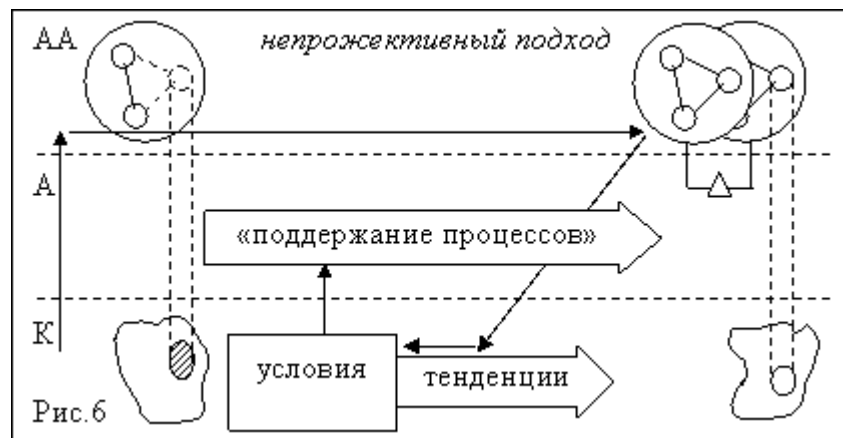 АА
непрожективный подход
А
«поддержание процессов»
К
условия
тенденции
Рис.6